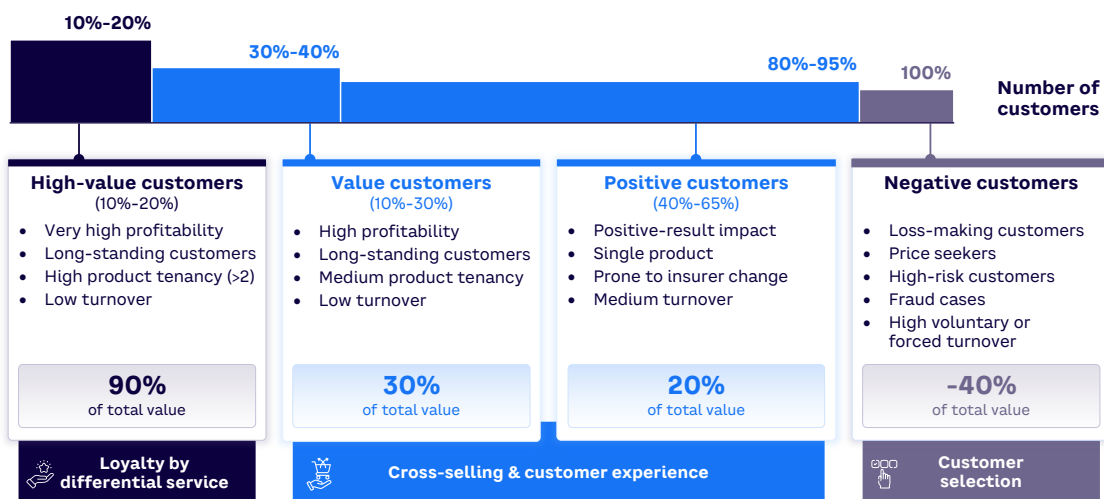 10%-20%
30%-40%
80%-95%
100%
Number of
customers
High-value customers
(10%-20%)
• Very high profitability
• Long-standing customers
• High product tenancy (>2)
• Low turnover
90%
of total value
Loyalty by
differential service
Value customers
(10%-30%)
• High profitability
• Long-standing customers
• Medium product tenancy
• Low turnover
30%
of total value
Positive customers
(40%-65%)
• Positive-result impact
• Single product
• Prone to insurer change
• Medium turnover
20%
of total value
Cross-selling & customer experience
Negative customers
• Loss-making customers
• Price seekers
• High-risk customers
• Fraud cases
• High voluntary or
forced turnover
-40%
of total value
Customer
selection